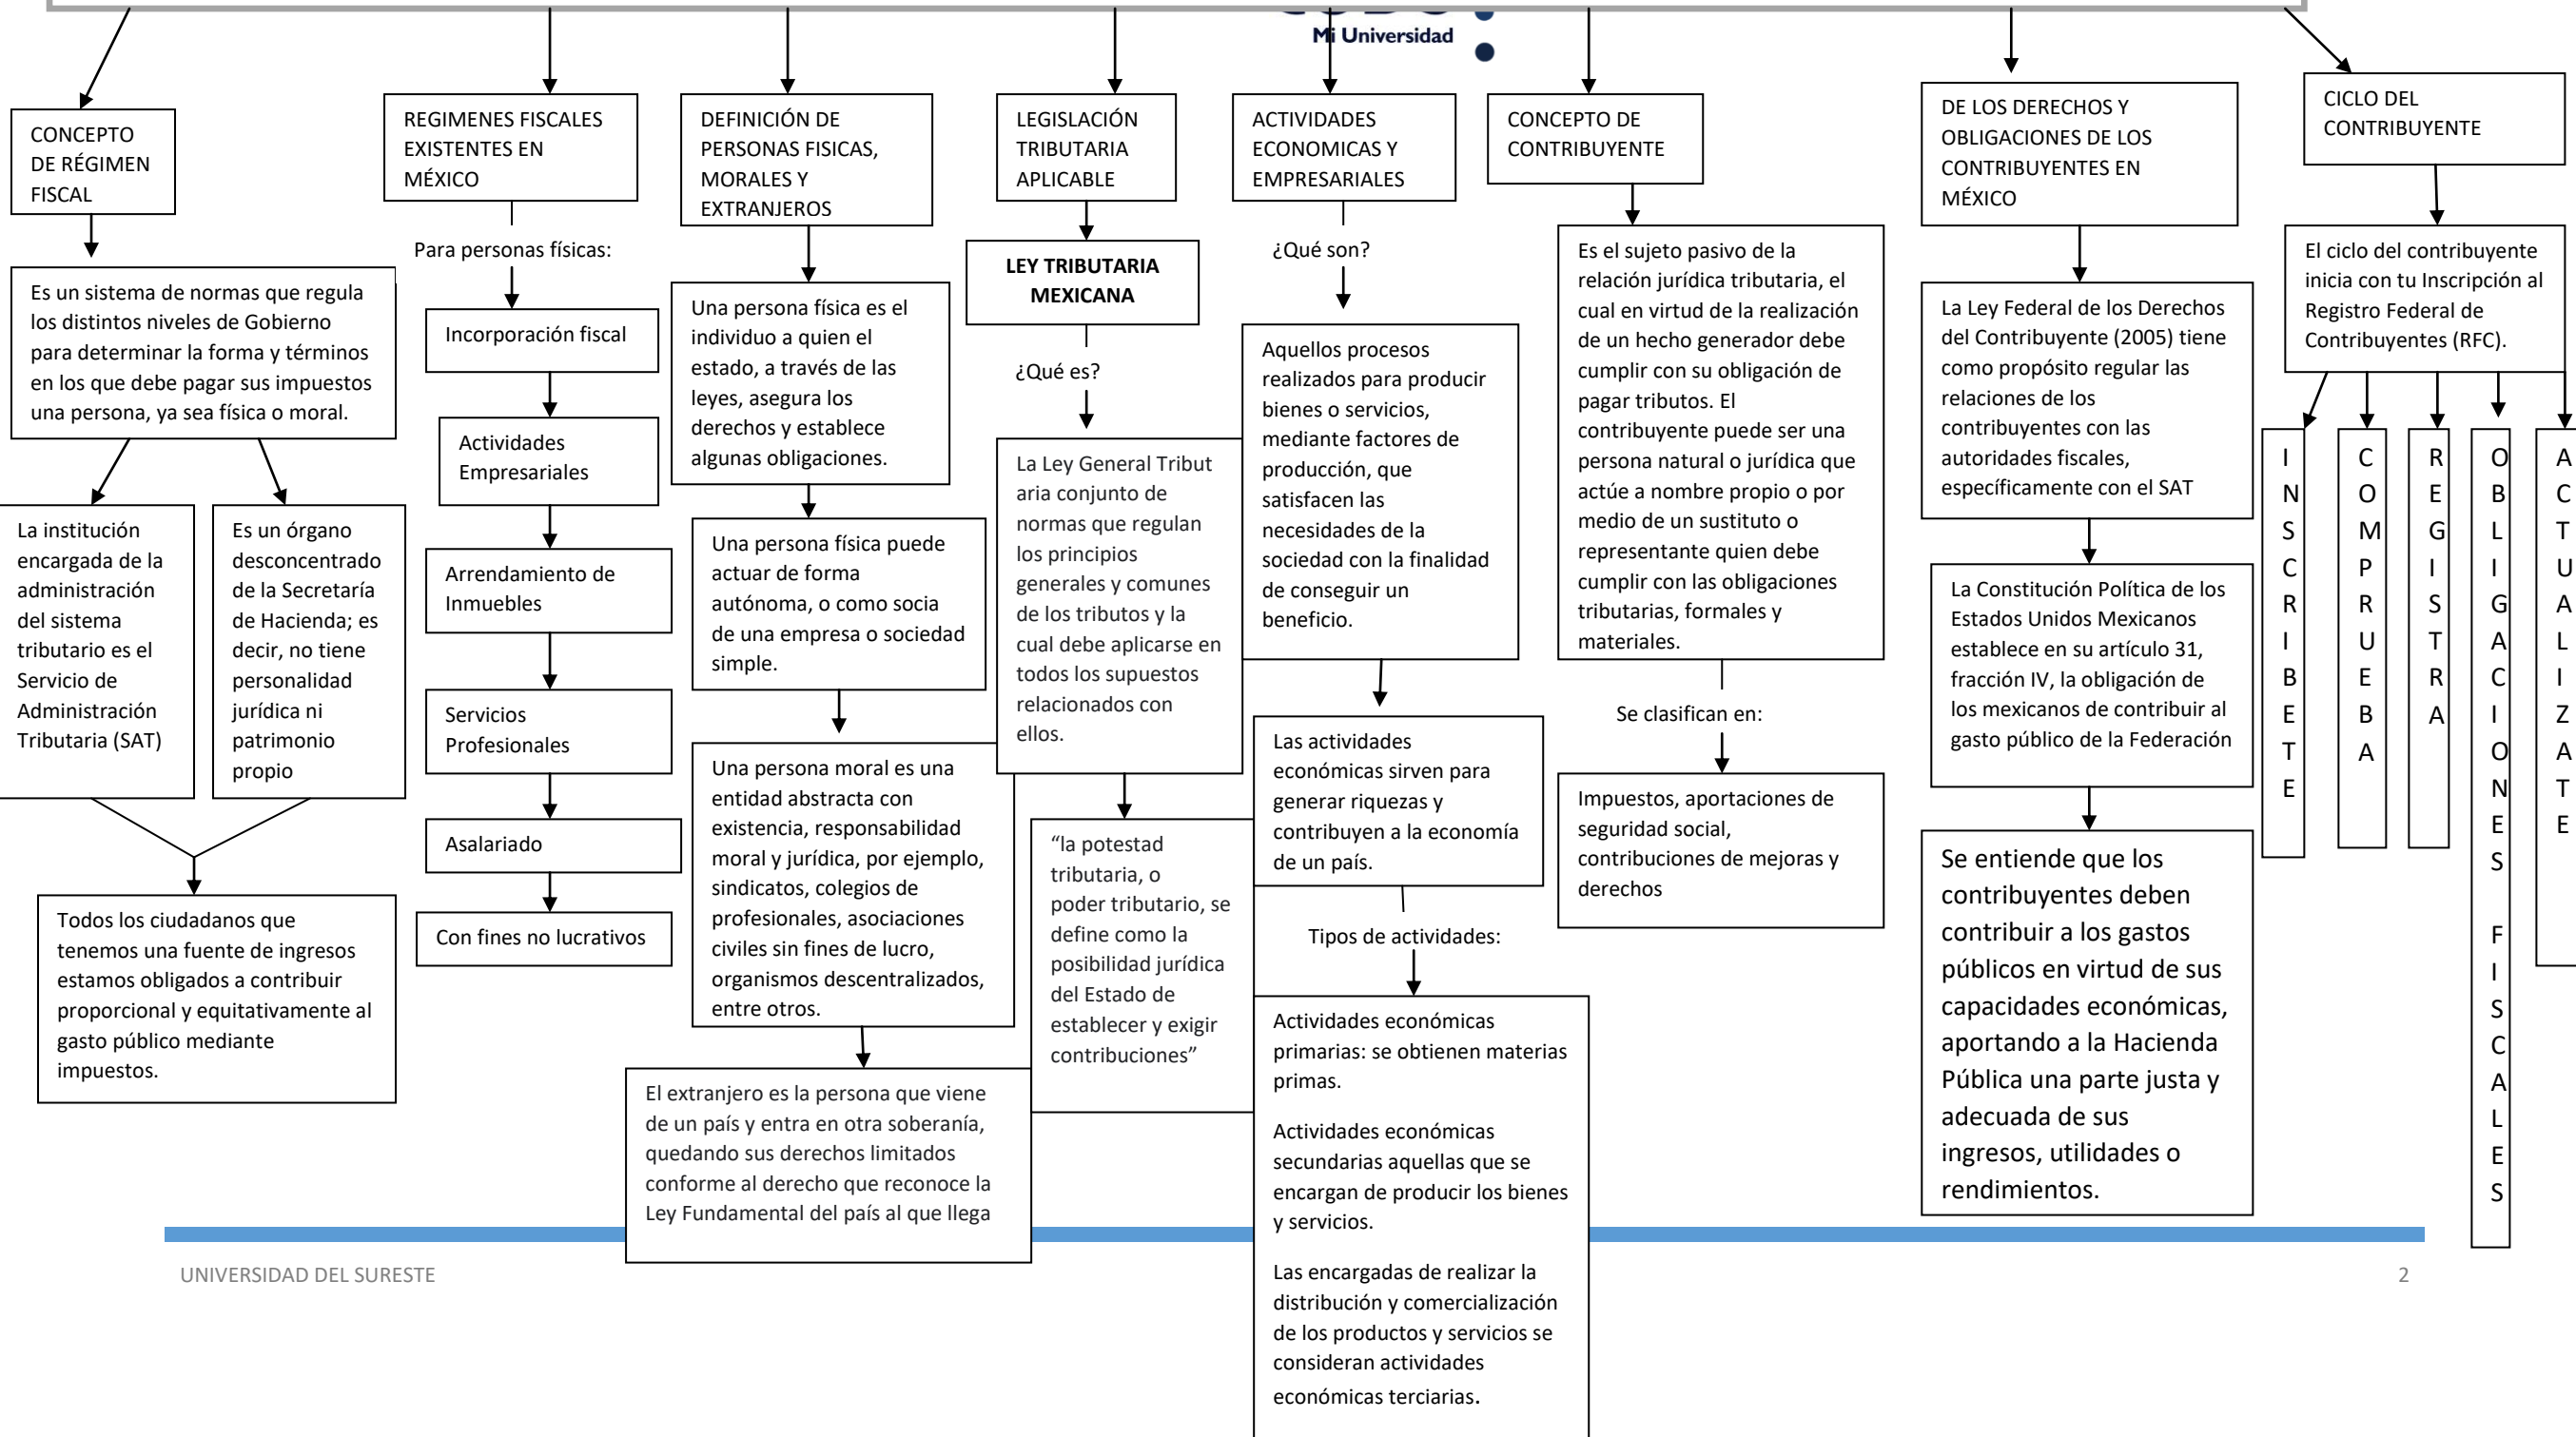 Mi Universidad
CONCEPTO
DE RÉGIMEN
FISCAL
Es un sistema de normas que regula
los distintos niveles de Gobierno
para determinar la forma y términos
en los que debe pagar sus impuestos
una persona, ya sea física o moral.
La institución
encargada de la
administración
del sistema
tributario es el
Servicio de
Administración
Tributaria (SAT)
Es un órgano
desconcentrado
de la Secretaría
de Hacienda; es
decir, no tiene
personalidad
jurídica ni
patrimonio
propio
Todos los ciudadanos que
tenemos una fuente de ingresos
estamos obligados a contribuir
proporcional y equitativamente al
gasto público mediante
impuestos.
REGIMENES FISCALES
EXISTENTES EN
MÉXICO
Para personas físicas:
Incorporación fiscal
Actividades
Empresariales
Arrendamiento de
Inmuebles
Servicios
Profesionales
Asalariado
Con fines no lucrativos
DEFINICIÓN DE
PERSONAS FISICAS,
MORALES Y
EXTRANJEROS
Una persona física es el
individuo a quien el
estado, a través de las
leyes, asegura los
derechos y establece
algunas obligaciones.
Una persona física puede
actuar de forma
autónoma, o como socia
de una empresa o sociedad
simple.
Una persona moral es una
entidad abstracta con
existencia, responsabilidad
moral y jurídica, por ejemplo,
sindicatos, colegios de
profesionales, asociaciones
civiles sin fines de lucro,
organismos descentralizados,
entre otros.
El extranjero es la persona que viene
de un país y entra en otra soberanía,
quedando sus derechos limitados
conforme al derecho que reconoce la
Ley Fundamental del país al que llega
LEGISLACIÓN
TRIBUTARIA
APLICABLE
LEY TRIBUTARIA
MEXICANA
¿Qué es?
La Ley General Tribut
aria conjunto de
normas que regulan
los principios
generales y comunes
de los tributos y la
cual debe aplicarse en
todos los supuestos
relacionados con
ellos.
“la potestad
tributaria, o
poder tributario, se
define como la
posibilidad jurídica
del Estado de
establecer y exigir
contribuciones”
ACTIVIDADES
ECONOMICAS Y
EMPRESARIALES
¿Qué son?
Aquellos procesos
realizados para producir
bienes o servicios,
mediante factores de
producción, que
satisfacen las
necesidades de la
sociedad con la finalidad
de conseguir un
beneficio.
Las actividades
económicas sirven para
generar riquezas y
contribuyen a la economía
de un país.
Tipos de actividades:
Actividades económicas
primarias: se obtienen materias
primas.
Actividades económicas
secundarias aquellas que se
encargan de producir los bienes
y servicios.
Las encargadas de realizar la
distribución y comercialización
de los productos y servicios se
consideran actividades
económicas terciarias.
CONCEPTO DE
CONTRIBUYENTE
Es el sujeto pasivo de la
relación jurídica tributaria, el
cual en virtud de la realización
de un hecho generador debe
cumplir con su obligación de
pagar tributos. El
contribuyente puede ser una
persona natural o jurídica que
actúe a nombre propio o por
medio de un sustituto o
representante quien debe
cumplir con las obligaciones
tributarias, formales y
materiales.
Se clasifican en:
Impuestos, aportaciones de
seguridad social,
contribuciones de mejoras y
derechos
DE LOS DERECHOS Y
OBLIGACIONES DE LOS
CONTRIBUYENTES EN
MÉXICO
La Ley Federal de los Derechos
del Contribuyente (2005) tiene
como propósito regular las
relaciones de los
contribuyentes con las
autoridades fiscales,
específicamente con el SAT
La Constitución Política de los
Estados Unidos Mexicanos
establece en su artículo 31,
fracción IV, la obligación de
los mexicanos de contribuir al
gasto público de la Federación
Se entiende que los
contribuyentes deben
contribuir a los gastos
públicos en virtud de sus
capacidades económicas,
aportando a la Hacienda
Pública una parte justa y
adecuada de sus
ingresos, utilidades o
rendimientos.
CICLO DEL
CONTRIBUYENTE
El ciclo del contribuyente
inicia con tu Inscripción al
Registro Federal de
Contribuyentes (RFC).
INSCRIBETE
COMPRUEBA
REGISTRA
OBLIGACIONES FISCALES
ACTUALIZATE
UNIVERSIDAD DEL SURESTE
2